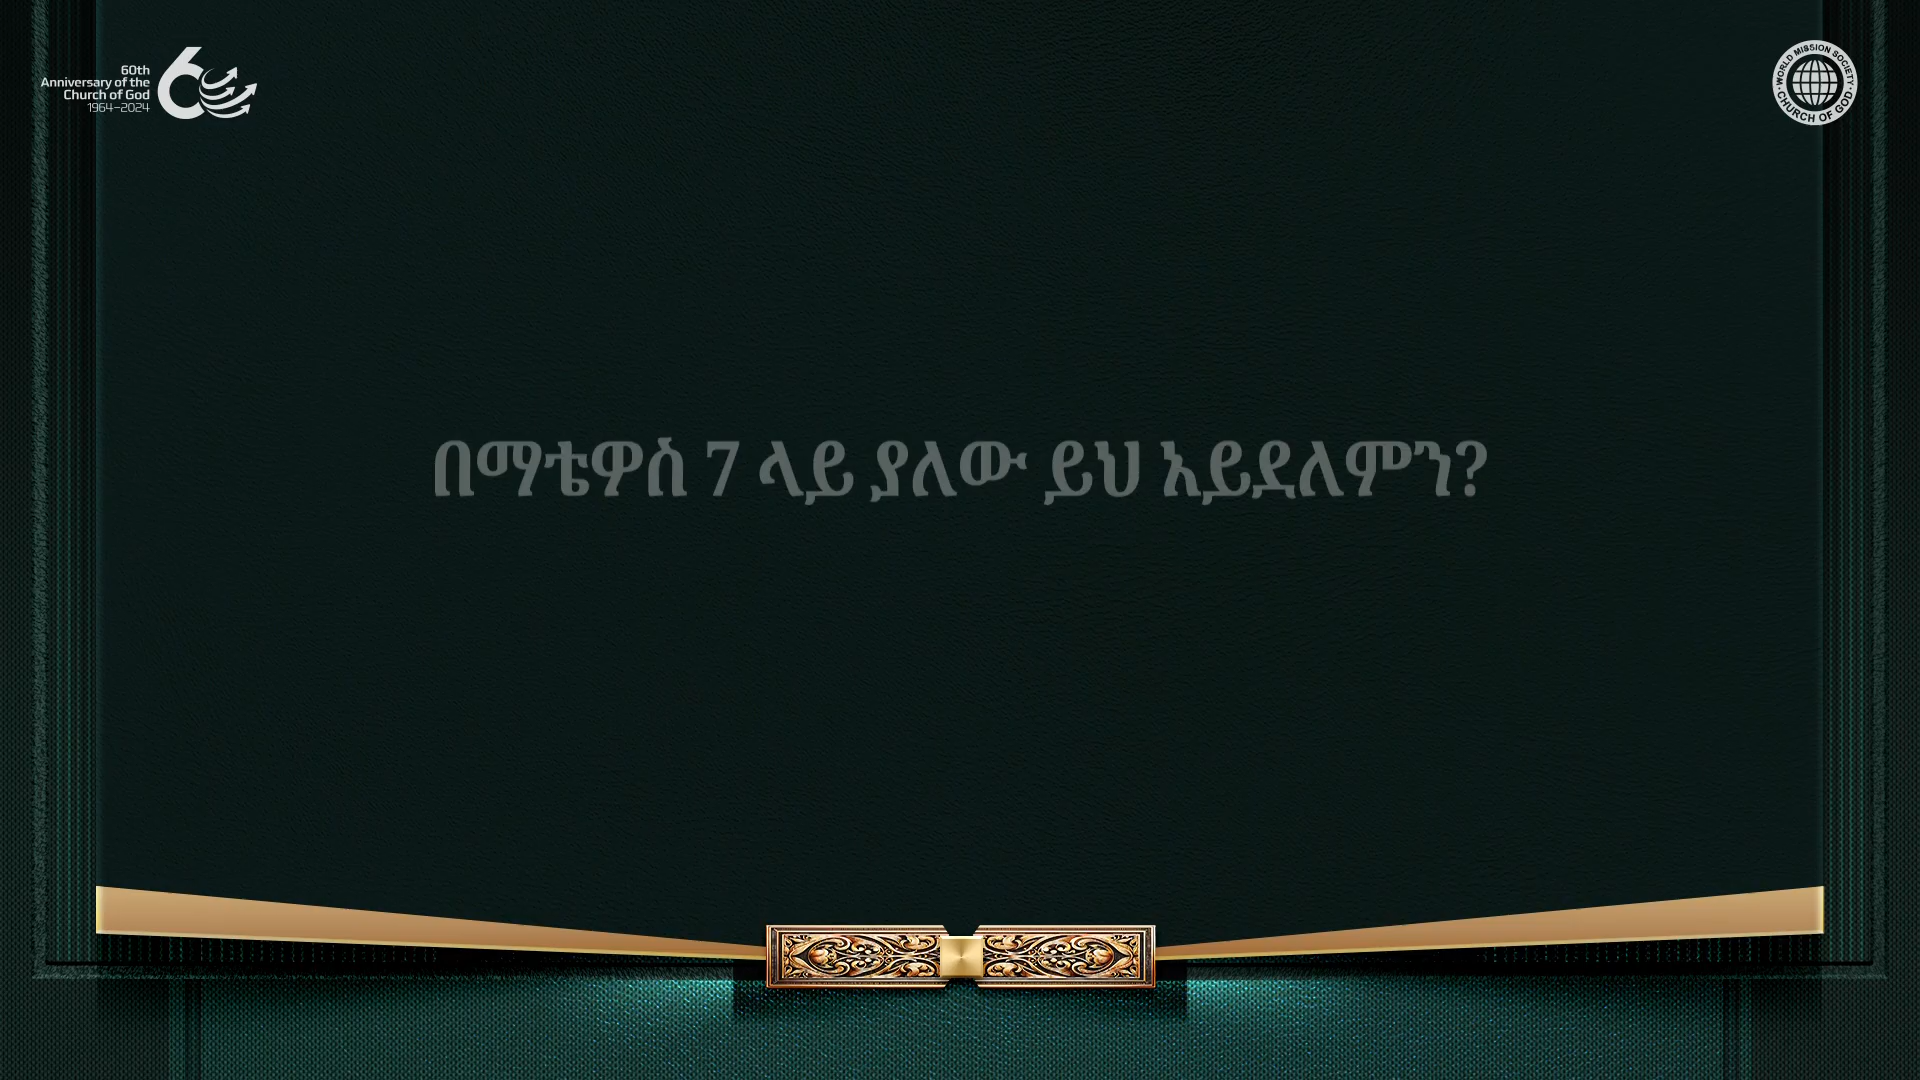 60th
Anniversary of the
Church of God
1964–2024
WORLD MISSION SOCIETY
CHURCH OF GOD
በማቴዎስ 7 ላይ ያለው ይህ አይደለምን?